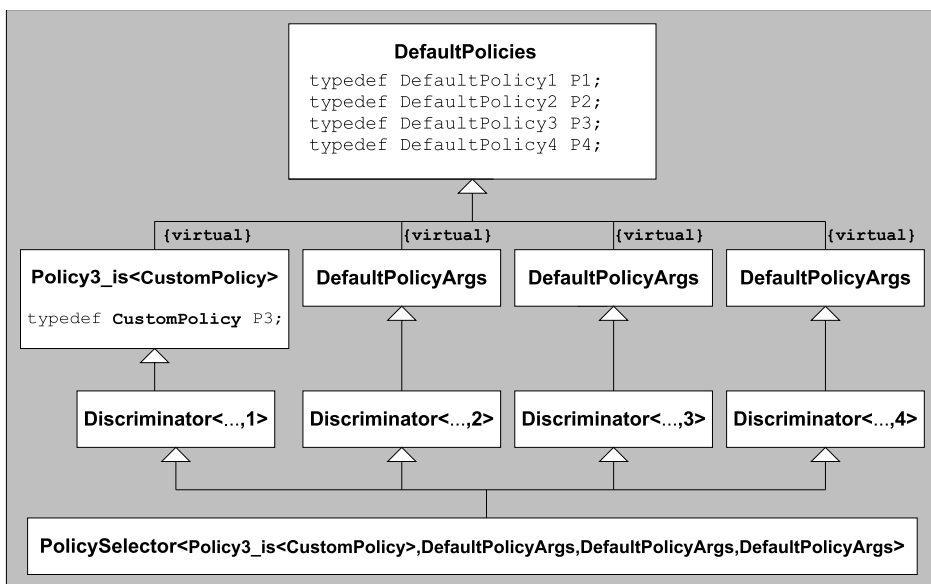 DefaultPolicies
typedef DefaultPolicy1 P1;
typedef DefaultPolicy2 P2;
typedef DefaultPolicy3 P3;
typedef DefaultPolicy4 P4;
{virtual} {virtual} {virtual} {virtual}
Policy3_is<CustomPolicy> DefaultPolicyArgs DefaultPolicyArgs DefaultPolicyArgs
typedef CustomPolicy P3;
Discriminator<...,1> Discriminator<...,2> Discriminator<...,3> Discriminator<...,4>
PolicySelector<Policy3_is<CustomPolicy>,DefaultPolicyArgs,DefaultPolicyArgs,DefaultPolicyArgs>